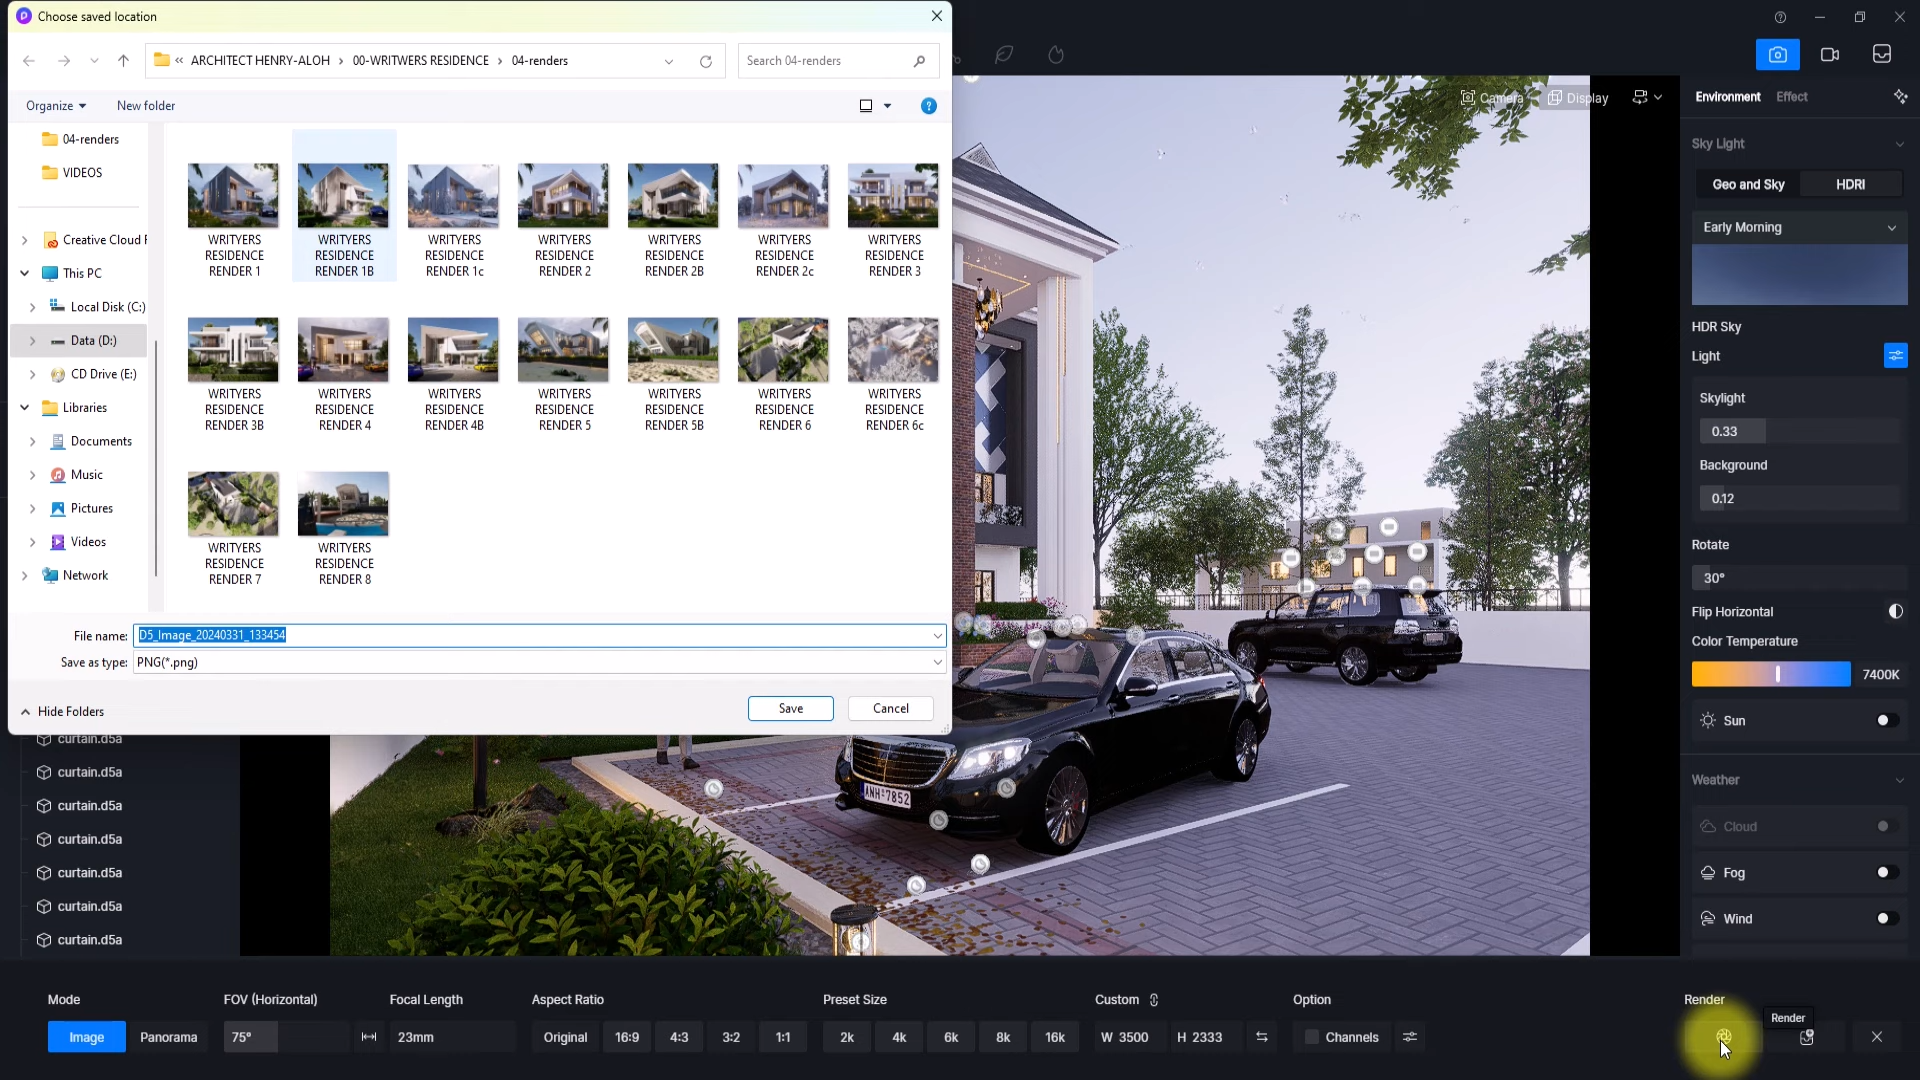 Choose saved location
« ARCHITECT HENRY-ALOH › 00-WRITWERS RESIDENCE › 04-renders
Search 04-renders
Organize
New folder
04-renders
VIDEOS
Creative Cloud F
This PC
Local Disk (C:)
Data (D:)
CD Drive (E:)
Libraries
Documents
Music
Pictures
Videos
Network
WRITYERS RESIDENCE RENDER 1
WRITYERS RESIDENCE RENDER 1B
WRITYERS RESIDENCE RENDER 1c
WRITYERS RESIDENCE RENDER 2
WRITYERS RESIDENCE RENDER 2B
WRITYERS RESIDENCE RENDER 2c
WRITYERS RESIDENCE RENDER 3
WRITYERS RESIDENCE RENDER 3B
WRITYERS RESIDENCE RENDER 4
WRITYERS RESIDENCE RENDER 4B
WRITYERS RESIDENCE RENDER 5
WRITYERS RESIDENCE RENDER 5B
WRITYERS RESIDENCE RENDER 6
WRITYERS RESIDENCE RENDER 6c
WRITYERS RESIDENCE RENDER 7
WRITYERS RESIDENCE RENDER 8
File name: D5_Image_20240331_133454
Save as type: PNG(*.png)
Hide Folders
Save
Cancel
curtain.d5a
curtain.d5a
curtain.d5a
curtain.d5a
curtain.d5a
curtain.d5a
curtain.d5a
Camera
Display
ANH-7852
Environment
Effect
Sky Light
Geo and Sky
HDRI
Early Morning
HDR Sky
Light
Skylight
0.33
Background
0.12
Rotate
30°
Flip Horizontal
Color Temperature
7400K
Sun
Weather
Cloud
Fog
Wind
Mode
FOV (Horizontal)
Focal Length
Aspect Ratio
Preset Size
Custom
Option
Render
Image
Panorama
75°
23mm
Original
16:9
4:3
3:2
1:1
2k
4k
6k
8k
16k
W 3500
H 2333
Channels
Render